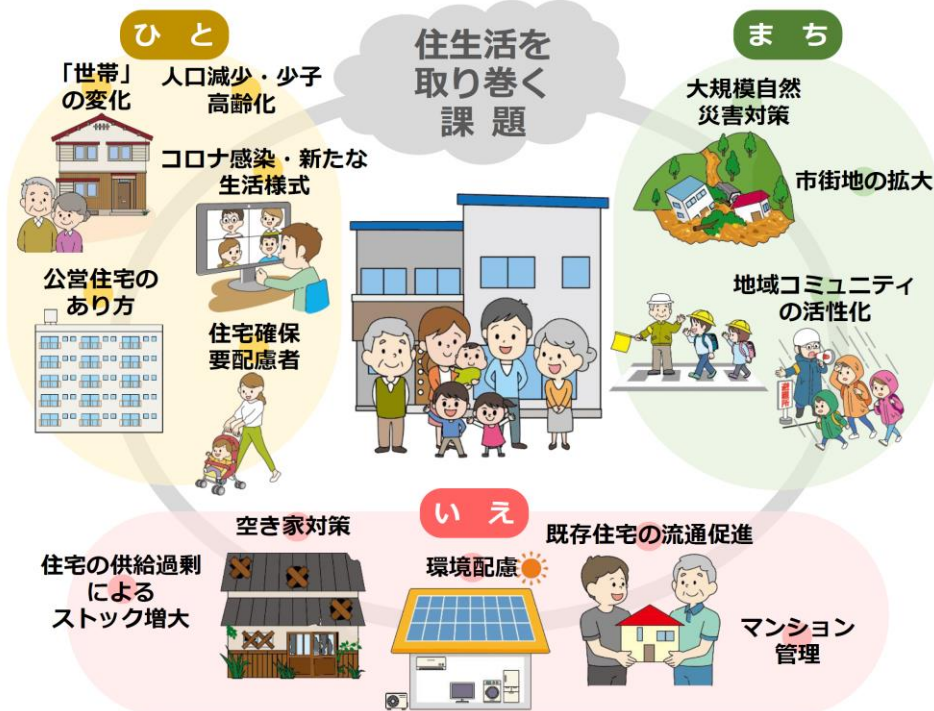 住生活を
取り巻く
課 題
ひ と
「世帯」
の変化
人口減少・少子
高齢化
コロナ感染・新たな
生活様式
公営住宅の
あり方
住宅確保
要配慮者
ま ち
大規模自然
災害対策
市街地の拡大
地域コミュニティ
の活性化
避難所
い え
空き家対策
住宅の供給過剰
による
ストック増大
環境配慮
既存住宅の流通促進
マンション
管理